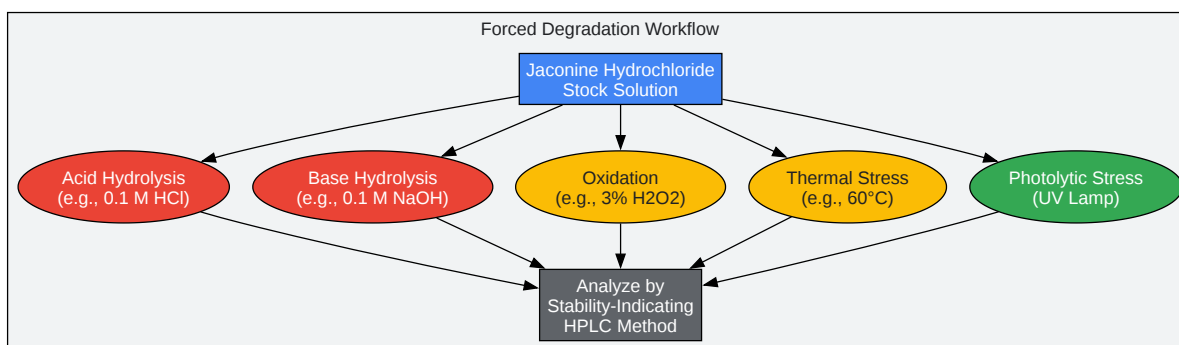 Forced Degradation Workflow
Jaconine Hydrochloride
Stock Solution
Acid Hydrolysis
(e.g., 0.1 M HCl)
Base Hydrolysis
(e.g., 0.1 M NaOH)
Oxidation
(e.g., 3% H2O2)
Thermal Stress
(e.g., 60°C)
Photolytic Stress
(UV Lamp)
Analyze by
Stability-Indicating
HPLC Method